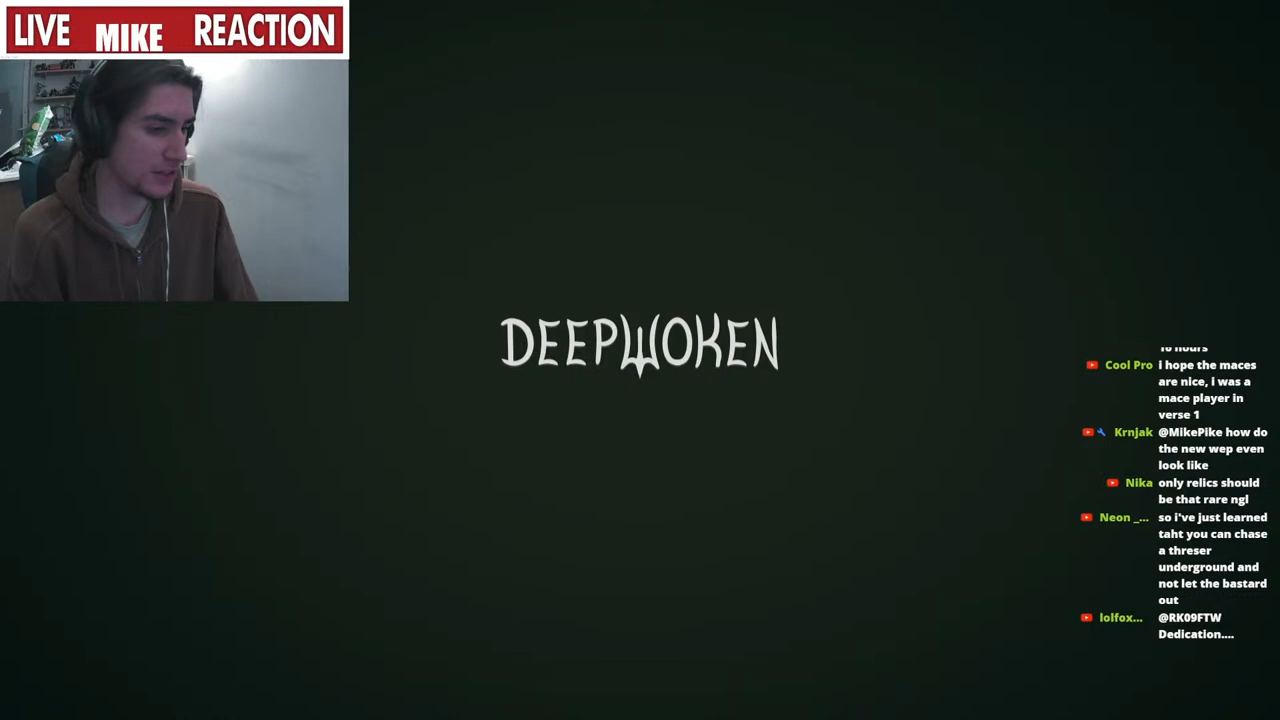 LIVE MIKE REACTION
DEEPWOKEN
10 hours
Cool Pro i hope the maces
are nice, i was a
mace player in
verse 1
Krnjak @MikePike how do
the new wep even
look like
Nika only relics should
be that rare ngl
Neon _... so i've just learned
taht you can chase
a threser
underground and
not let the bastard
out
lolfox... @RK09FTW
Dedication....